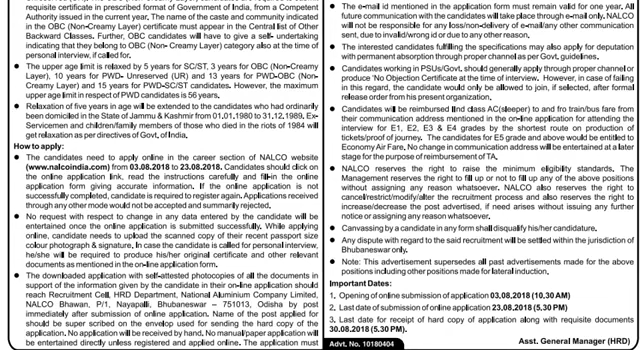 requisite certificate in prescribed format of Government of India, from a Competent
Authority issued in the current year. The name of the caste and community indicated
in the OBC (Non-Creamy Layer) certificate must appear in the Central list of Other
Backward Classes. Further, OBC candidates will have to give a self- undertaking
indicating that they belong to OBC (Non- Creamy Layer) category also at the time of
personal interview, if called for.
● The upper age limit is relaxed by 5 years for SC/ST, 3 years for OBC (Non-Creamy
Layer), 10 years for PWD- Unreserved (UR) and 13 years for PWD-OBC (Non-
Creamy Layer) and 15 years for PWD-SC/ST candidates. However, the maximum
upper age limit in respect of PWD candidates is 56 years.
● Relaxation of five years in age will be extended to the candidates who had ordinarily
been domiciled in the State of Jammu & Kashmir from 01.01.1980 to 31.12.1989. Ex-
Servicemen and children/family members of those who died in the riots of 1984 will
get relaxation as per directives of Govt. of India.
How to apply:
● The candidates need to apply online in the career section of NALCO website
(www.nalcoindia.com) from 03.08.2018 to 23.08.2018. Candidates should click on
the online application link, read the instructions carefully and fill-in the online
application form giving accurate information. If the online application is not
successfully completed, candidate is required to register again. Applications received
through any other mode would not be accepted and summarily rejected.
● No request with respect to change in any data entered by the candidate will be
entertained once the online application is submitted successfully. While applying
online, candidate needs to upload the scanned copy of their recent passport size
colour photograph & signature. In case the candidate is called for personal interview,
he/she will be required to produce his/her original certificate and other relevant
documents as mentioned in the on-line application form.
● The downloaded application with self-attested photocopies of all the documents in
support of the information given by the candidate in their on-line application should
reach Recruitment Cell, HRD Department, National Aluminium Company Limited,
NALCO Bhawan, P/1, Nayapalli, Bhubaneswar – 751013, Odisha by post
immediately after submission of online application. Name of the post applied for
should be super scribed on the envelop used for sending the hard copy of the
application. No application will be received by hand. No manual/paper application will
be entertained directly unless registered and applied online. The application must
● The e-mail id mentioned in the application form must remain valid for one year. All
future communication with the candidates will take place through e-mail only. NALCO
will not be responsible for any loss/non-delivery of e-mail/any other communication
sent, due to invalid/wrong id or due to any other reason.
● The interested candidates fulfilling the specifications may also apply for deputation
with permanent absorption through proper channel as per Govt. guidelines.
● Candidates working in PSUs/Govt. should generally apply through proper channel or
produce 'No Objection Certificate at the time of interview. However, in case of failing
in this regard, the candidate would only be allowed to join, if selected, after formal
release order from his present organization.
● Candidates will be reimbursed IInd class AC(sleeper) to and fro train/bus fare from
their communication address mentioned in the on-line application for attending the
interview for E1, E2, E3 & E4 grades by the shortest route on production of
tickets/proof of journey. The candidates for E5 grade and above would be entitled to
Economy Air Fare. No change in communication address will be entertained at a later
stage for the purpose of reimbursement of TA.
● NALCO reserves the right to raise the minimum eligibility standards. The
Management reserves the right to fill up or not to fill up any of the above positions
without assigning any reason whatsoever. NALCO also reserves the right to
cancel/restrict/modify/alter the recruitment process and also reserves the right to
increase/decrease the post advertised, if need arises without issuing any further
notice or assigning any reason whatsoever.
● Canvassing by a candidate in any form shall disqualify his/her candidature.
● Any dispute with regard to the said recruitment will be settled within the jurisdiction of
Bhubaneswar only.
● Note: This advertisement supersedes all past advertisements made for the above
positions including other positions made for lateral induction.
Important Dates:
1. Opening of online submission of application 03.08.2018 (10.30 AM)
2. Last date of submission of online application 23.08.2018 (5.30 PM)
3. Last date for receipt of hard copy of application along with requisite documents
30.08.2018 (5.30 PM).
Advt. No. 10180404
Asst. General Manager (HRD)